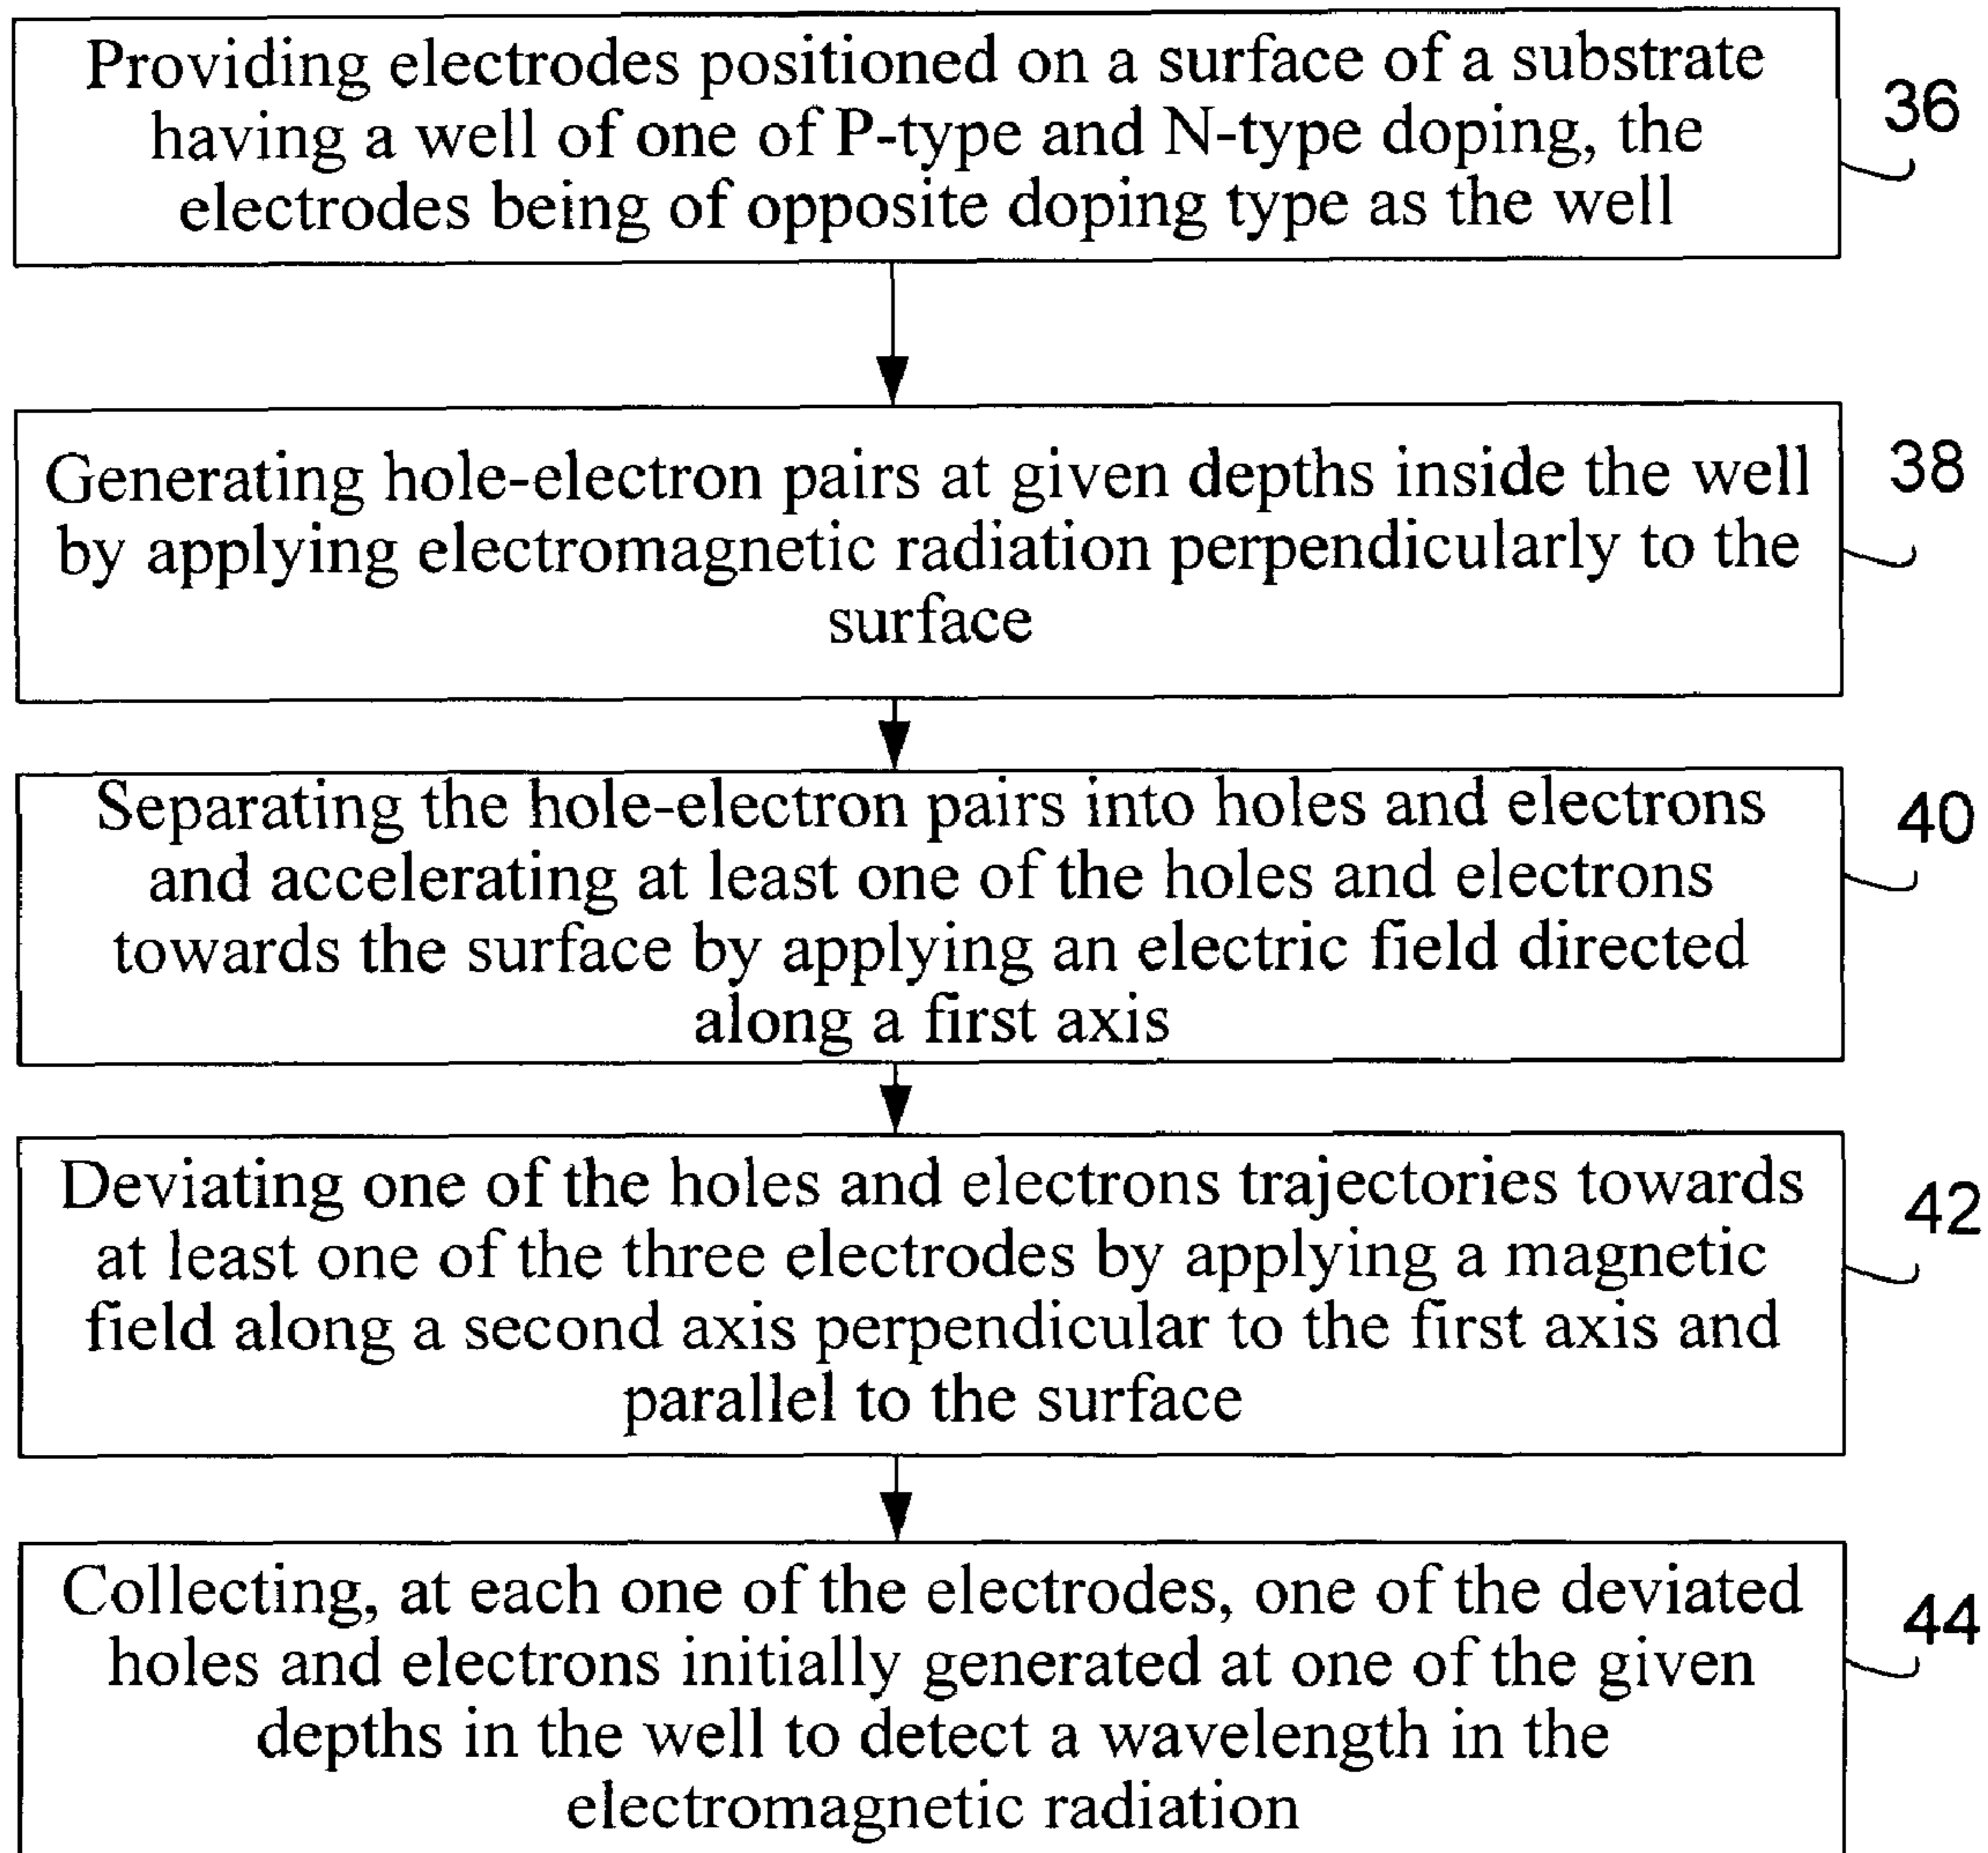 Providing electrodes positioned on a surface of a substrate
having a well of one of P-type and N-type doping, the
electrodes being of opposite doping type as the well
36
Generating hole-electron pairs at given depths inside the well
by applying electromagnetic radiation perpendicularly to the
surface
38
Separating the hole-electron pairs into holes and electrons
and accelerating at least one of the holes and electrons
towards the surface by applying an electric field directed
along a first axis
40
Deviating one of the holes and electrons trajectories towards
at least one of the three electrodes by applying a magnetic
field along a second axis perpendicular to the first axis and
parallel to the surface
42
Collecting, at each one of the electrodes, one of the deviated
holes and electrons initially generated at one of the given
depths in the well to detect a wavelength in the
electromagnetic radiation
44